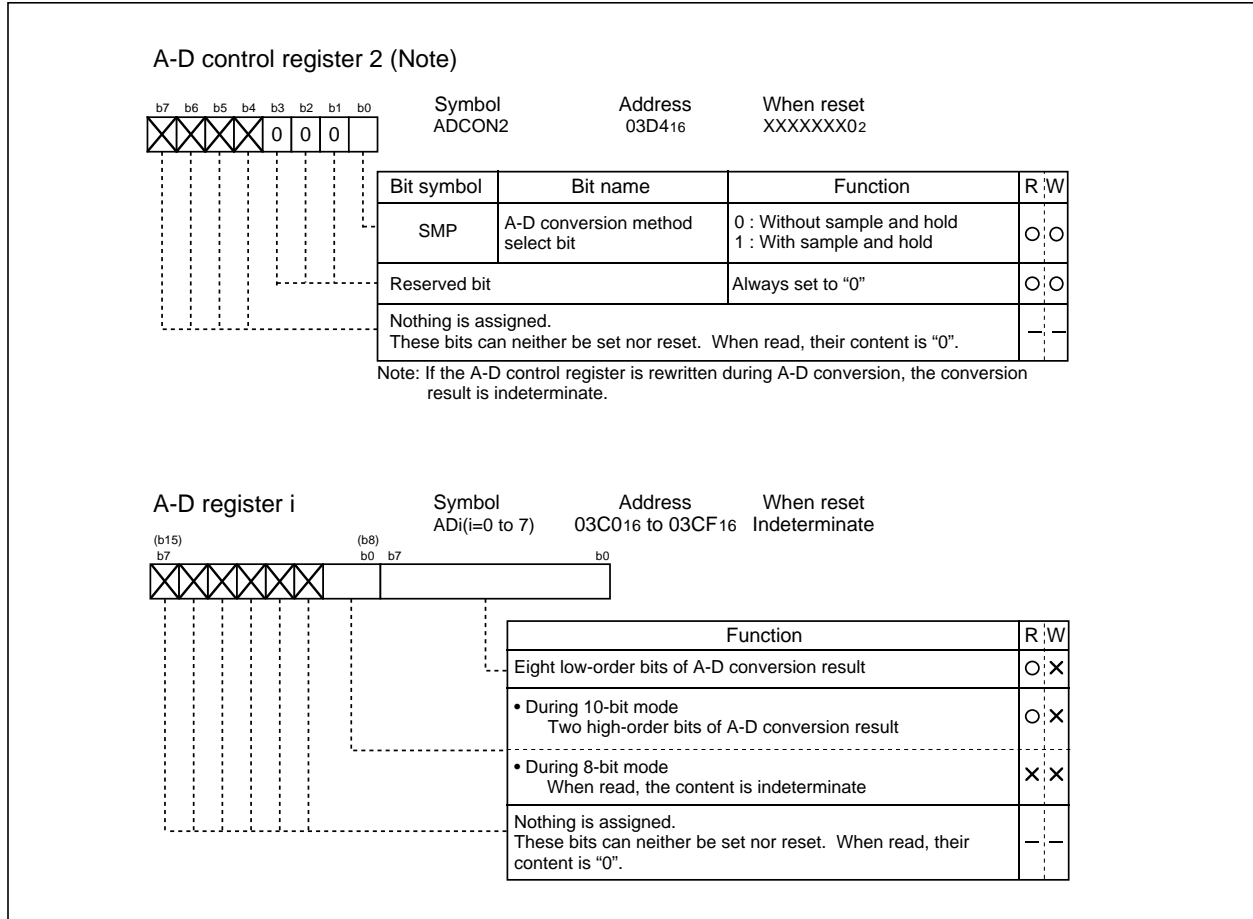 A-D control register 2 (Note)
b7 b6 b5 b4 b3 b2 b1 b0
0 0 0
Symbol Address When reset
ADCON2 03D416 XXXXXXX02
Bit symbol Bit name Function R W
SMP
A-D conversion method
select bit
0 : Without sample and hold
1 : With sample and hold
Reserved bit
Always set to “0”
Nothing is assigned.
These bits can neither be set nor reset. When read, their content is “0”.
Note: If the A-D control register is rewritten during A-D conversion, the conversion
result is indeterminate.
A-D register i
Symbol Address When reset
ADi(i=0 to 7) 03C016 to 03CF16 Indeterminate
(b15) (b8)
b7 b0 b7 b0
Function R W
Eight low-order bits of A-D conversion result
• During 10-bit mode
Two high-order bits of A-D conversion result
• During 8-bit mode
When read, the content is indeterminate
Nothing is assigned.
These bits can neither be set nor reset. When read, their
content is “0”.